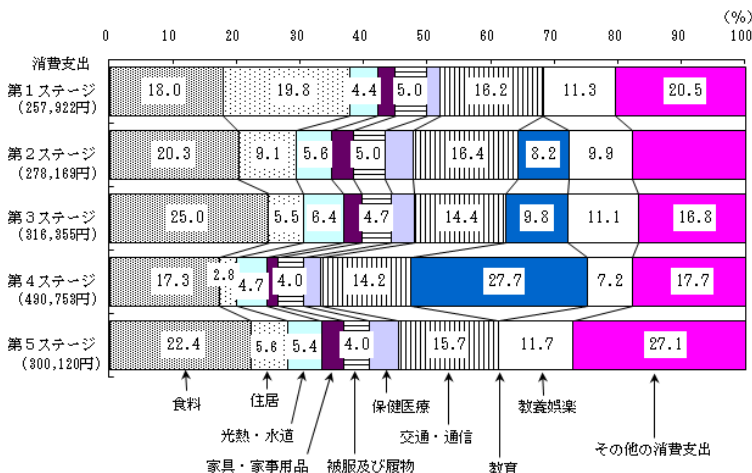 (%)
0 10 20 30 40 50 60 70 80 90 100
消費支出
第1ステージ 18.0 19.8 4.4 5.0 16.2 11.3 20.5
(257,922円)
第2ステージ 20.3 9.1 5.6 5.0 16.4 8.2 9.9
(278,169円)
第3ステージ 25.0 5.5 6.4 4.7 14.4 9.8 11.1 16.8
(316,355円)
第4ステージ 17.3 2.8 4.7 4.0 14.2 27.7 7.2 17.7
(490,753円)
第5ステージ 22.4 5.6 5.4 4.0 15.7 11.7 27.1
(300,120円)
食料 住居 保健医療 教養娯楽
光熱・水道 交通・通信 その他の消費支出
家具・家事用品 被服及び履物 教育